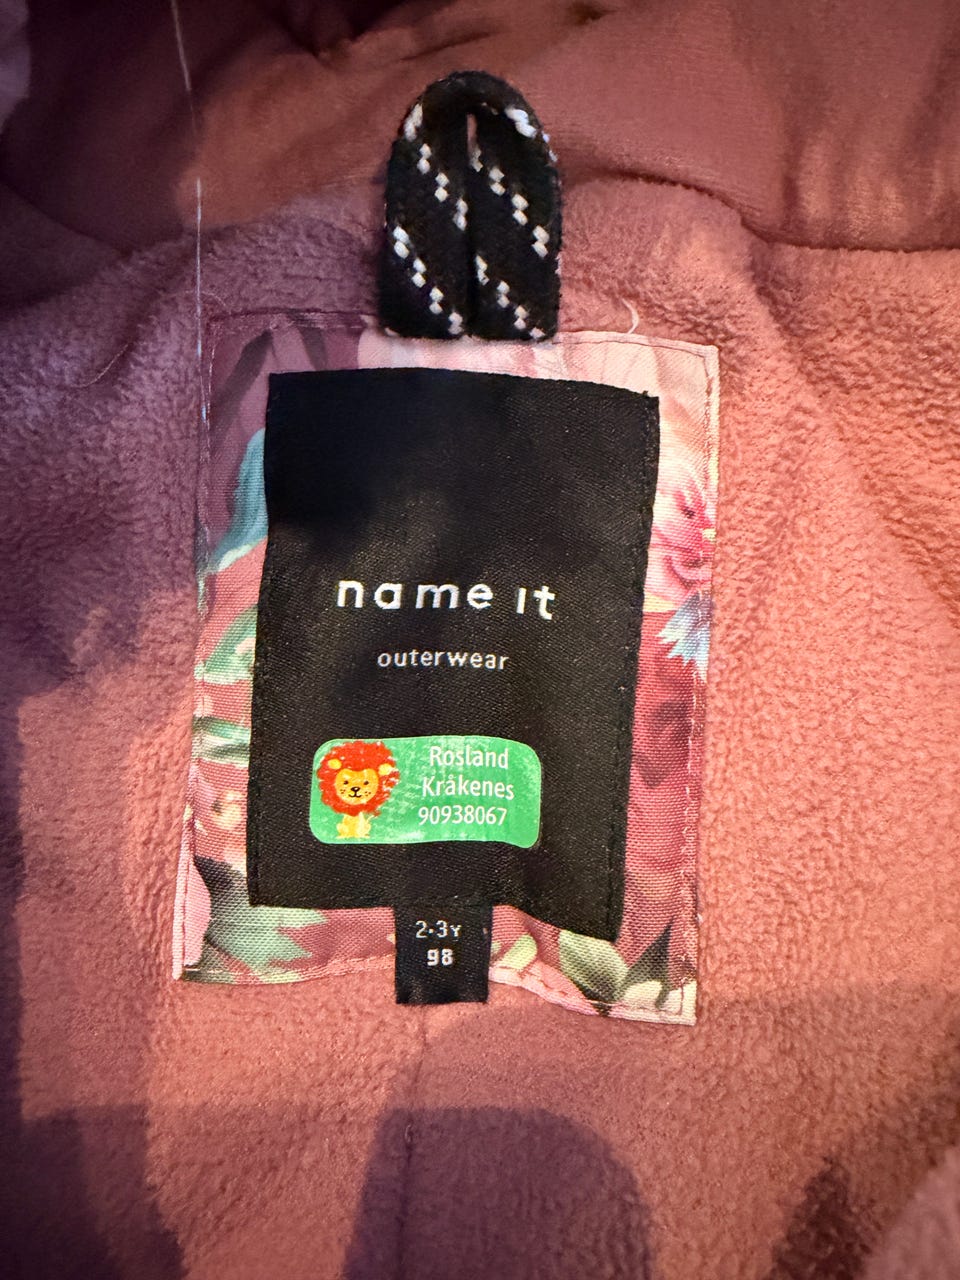 name it
outerwear
Rosland
Kråkenes
90938067
2-3Y
98